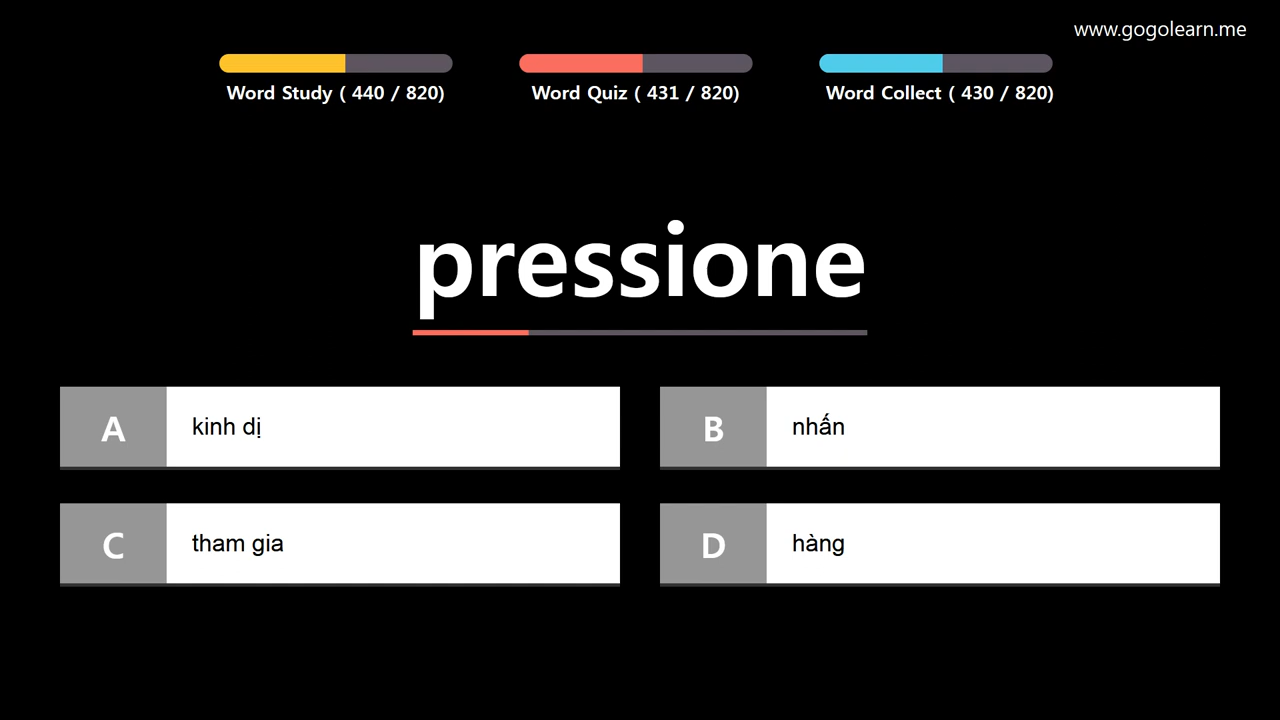 www.gogolearn.me
Word Study ( 440 / 820)
Word Quiz ( 431 / 820)
Word Collect ( 430 / 820)
pressione
A kinh dị
B nhấn
C tham gia
D hàng